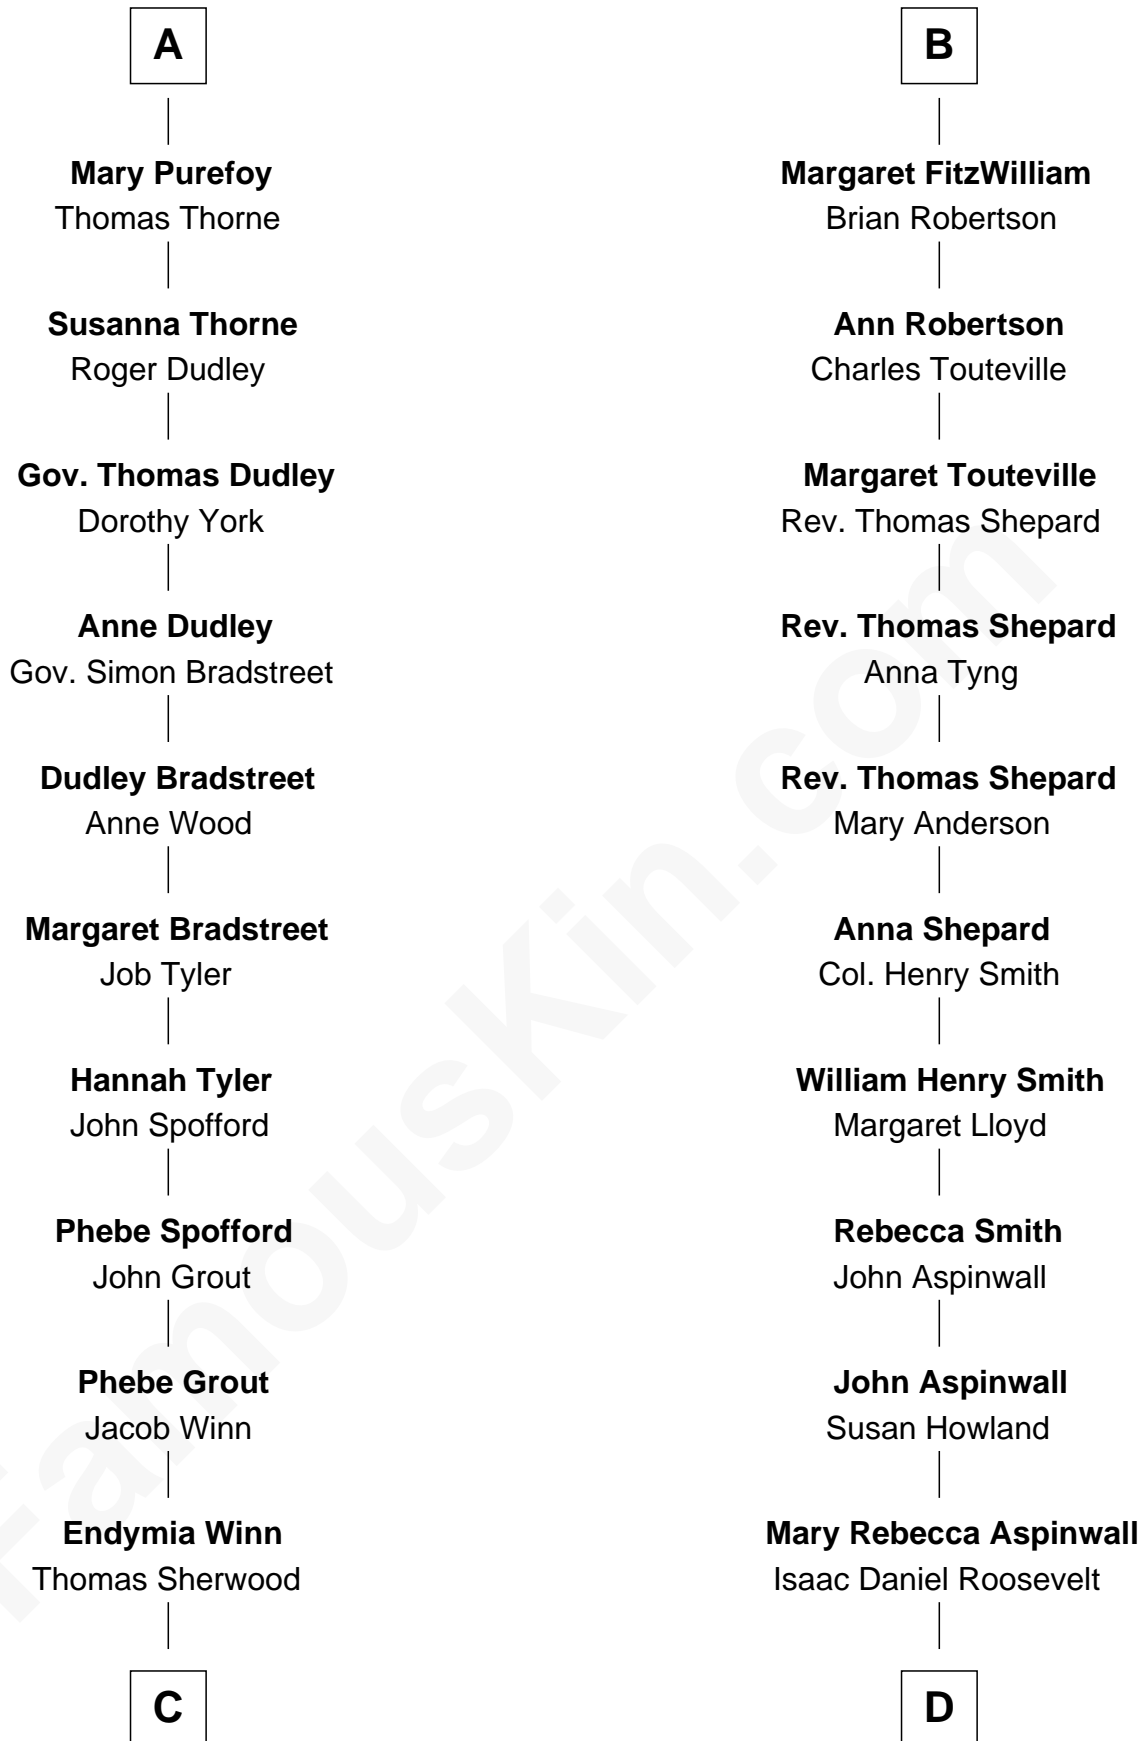 A
Mary Purefoy
Thomas Thorne
Susanna Thorne
Roger Dudley
Gov. Thomas Dudley
Dorothy York
Anne Dudley
Gov. Simon Bradstreet
Dudley Bradstreet
Anne Wood
Margaret Bradstreet
Job Tyler
Hannah Tyler
John Spofford
Phebe Spofford
John Grout
Phebe Grout
Jacob Winn
Endymia Winn
Thomas Sherwood
C
B
Margaret FitzWilliam
Brian Robertson
Ann Robertson
Charles Touteville
Margaret Touteville
Rev. Thomas Shepard
Rev. Thomas Shepard
Anna Tyng
Rev. Thomas Shepard
Mary Anderson
Anna Shepard
Col. Henry Smith
William Henry Smith
Margaret Lloyd
Rebecca Smith
John Aspinwall
John Aspinwall
Susan Howland
Mary Rebecca Aspinwall
Isaac Daniel Roosevelt
D
FamousKin.com